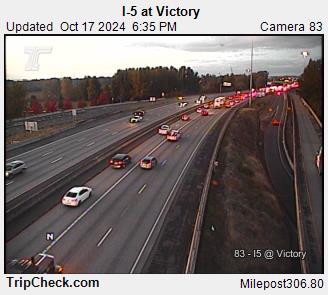 I-5 at Victory
Updated Oct 17 2024 6:35 PM Camera 83
N
83 - I5 @ Victory
TripCheck.com Milepost306.80